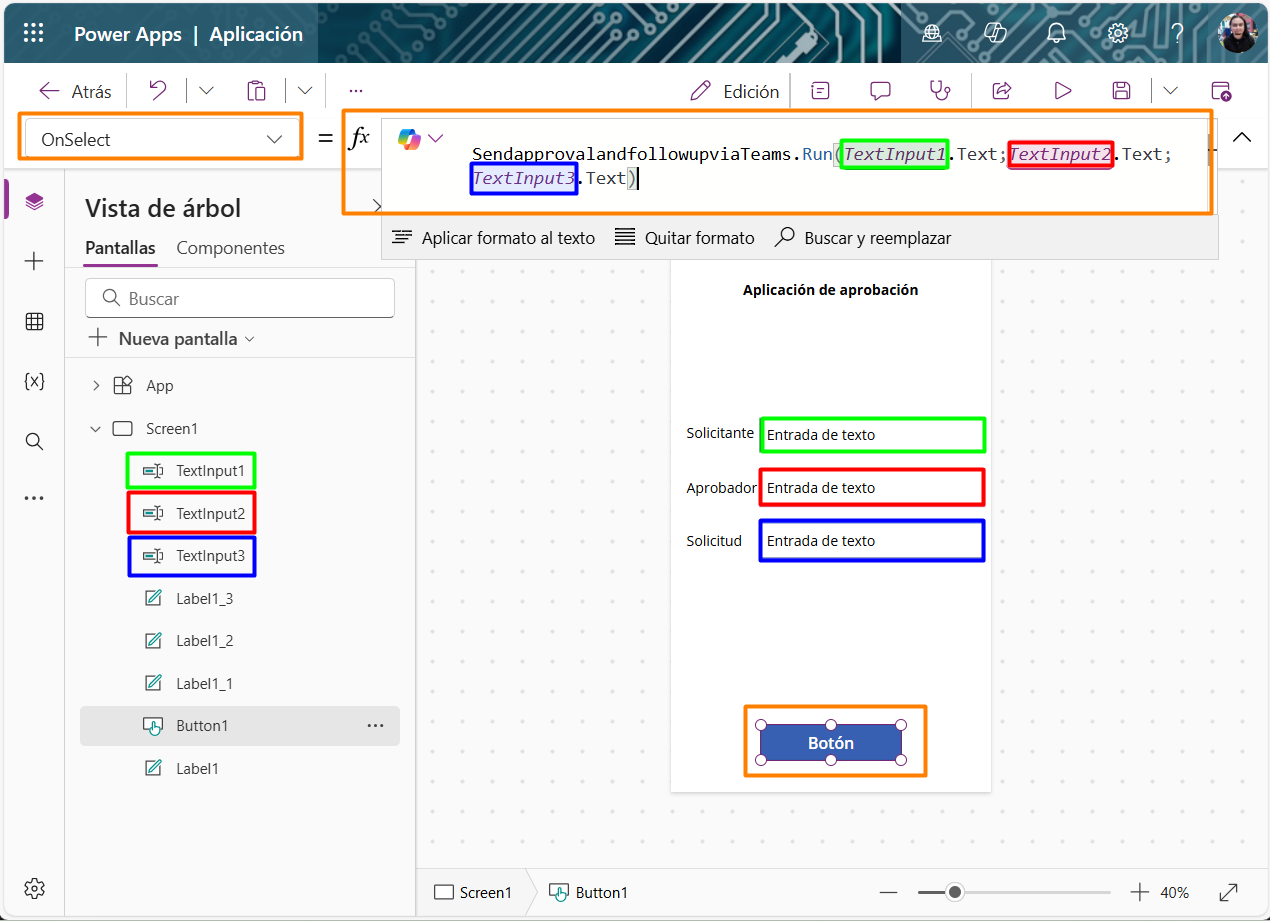 Power Apps | Aplicación
Atrás
Edición
OnSelect
= fx
SendapprovalandfollowupviaTeams.Run(TextInput1.Text;TextInput2.Text;
TextInput3.Text)
Aplicar formato al texto Quitar formato Buscar y reemplazar
Vista de árbol
Pantallas Componentes
Buscar
Nueva pantalla
App
Screen1
TextInput1
TextInput2
TextInput3
Label1_3
Label1_2
Label1_1
Button1
Label1
Aplicación de aprobación
Solicitante Entrada de texto
Aprobador Entrada de texto
Solicitud Entrada de texto
Botón
Screen1 Button1
40%